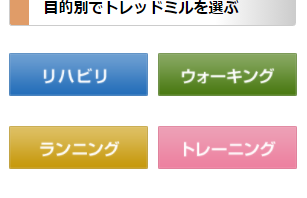 目的別でトレッドミルを選ぶ
リハビリ
ウォーキング
ランニング
トレーニング